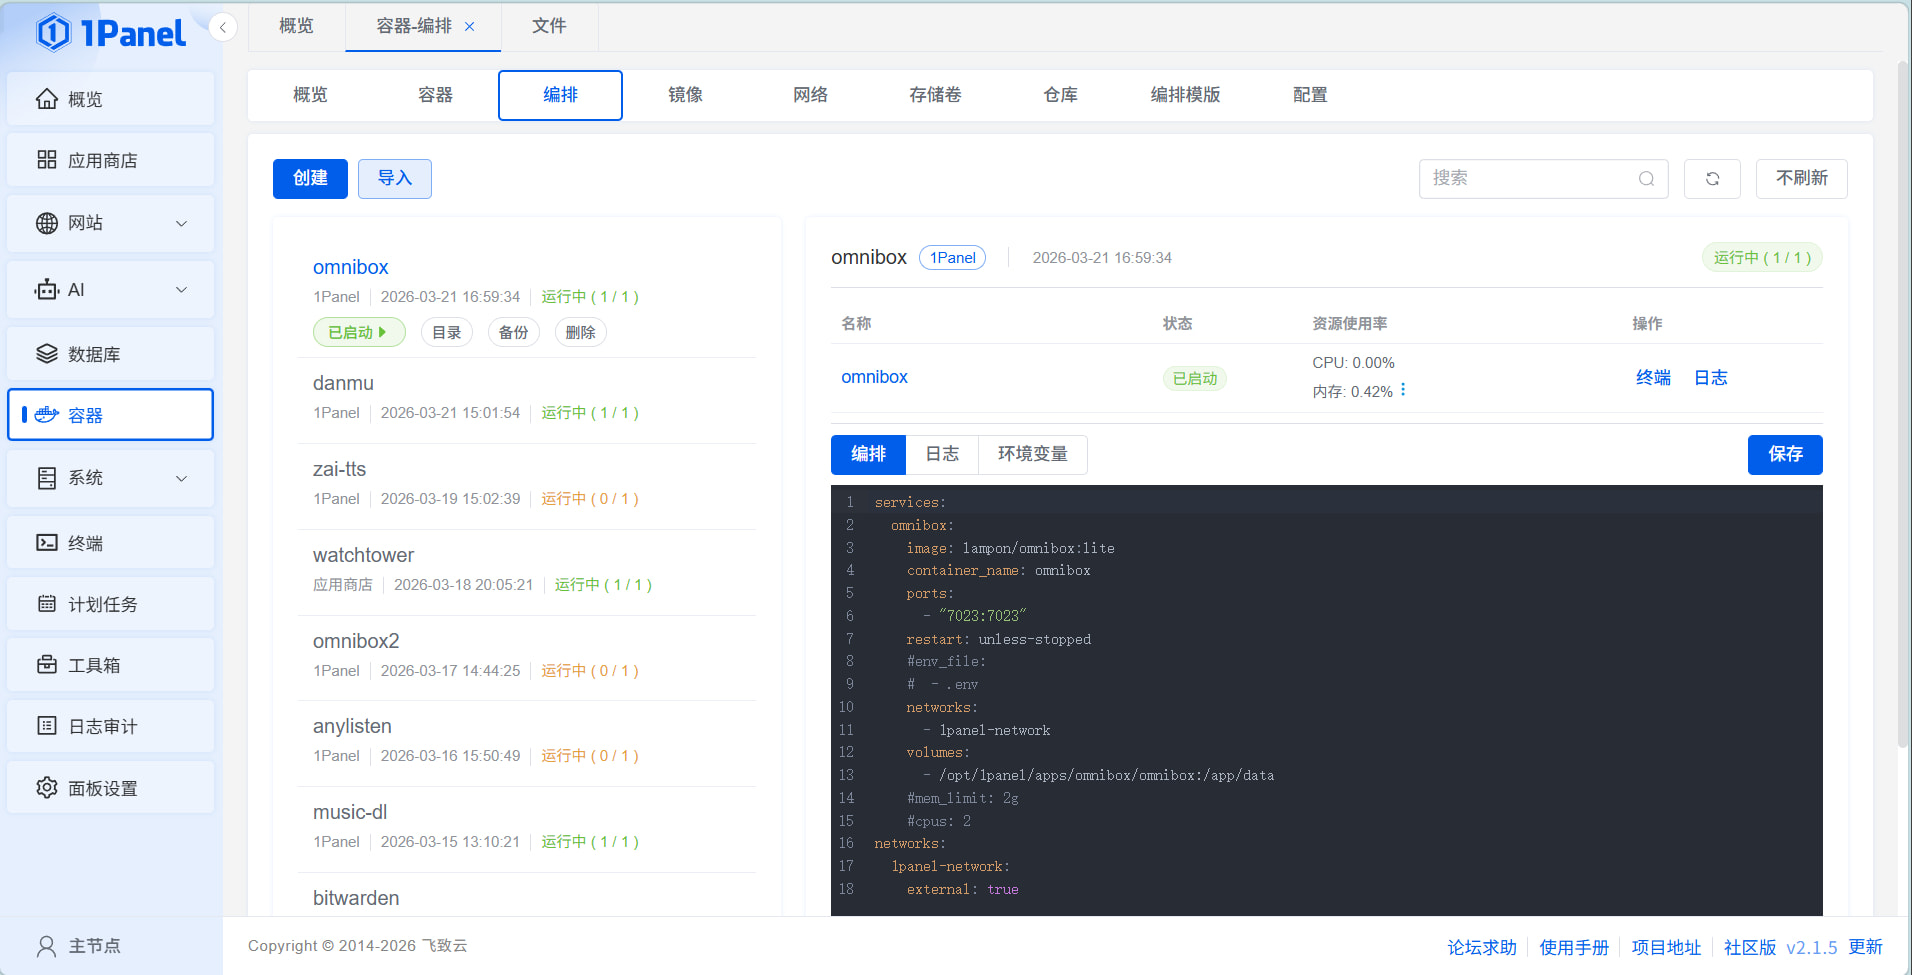 1Panel
概览
容器-编排
文件
概览
应用商店
网站
AI
数据库
容器
系统
终端
计划任务
工具箱
日志审计
面板设置
主节点
概览
容器
编排
镜像
网络
存储卷
仓库
编排模版
配置
创建
导入
搜索
不刷新
omnibox
1Panel 2026-03-21 16:59:34 运行中 ( 1 / 1 )
已启动
目录
备份
删除
danmu
1Panel 2026-03-21 15:01:54 运行中 ( 1 / 1 )
zai-tts
1Panel 2026-03-19 15:02:39 运行中 ( 0 / 1 )
watchtower
应用商店 2026-03-18 20:05:21 运行中 ( 1 / 1 )
omnibox2
1Panel 2026-03-17 14:44:25 运行中 ( 0 / 1 )
anylisten
1Panel 2026-03-16 15:50:49 运行中 ( 0 / 1 )
music-dl
1Panel 2026-03-15 13:10:21 运行中 ( 1 / 1 )
bitwarden
omnibox 1Panel 2026-03-21 16:59:34 运行中 ( 1 / 1 )
名称 状态 资源使用率 操作
omnibox 已启动 CPU: 0.00%
内存: 0.42%
终端 日志
编排 日志 环境变量 保存
1 services:
2   omnibox:
3     image: lampon/omnibox:lite
4     container_name: omnibox
5     ports:
6       - "7023:7023"
7     restart: unless-stopped
8     #env_file:
9     #  - .env
10     networks:
11       - 1panel-network
12     volumes:
13       - /opt/1panel/apps/omnibox/omnibox:/app/data
14     #mem_limit: 2g
15     #cpus: 2
16 networks:
17   1panel-network:
18     external: true
Copyright © 2014-2026 飞致云
论坛求助 使用手册 项目地址 社区版 v2.1.5 更新